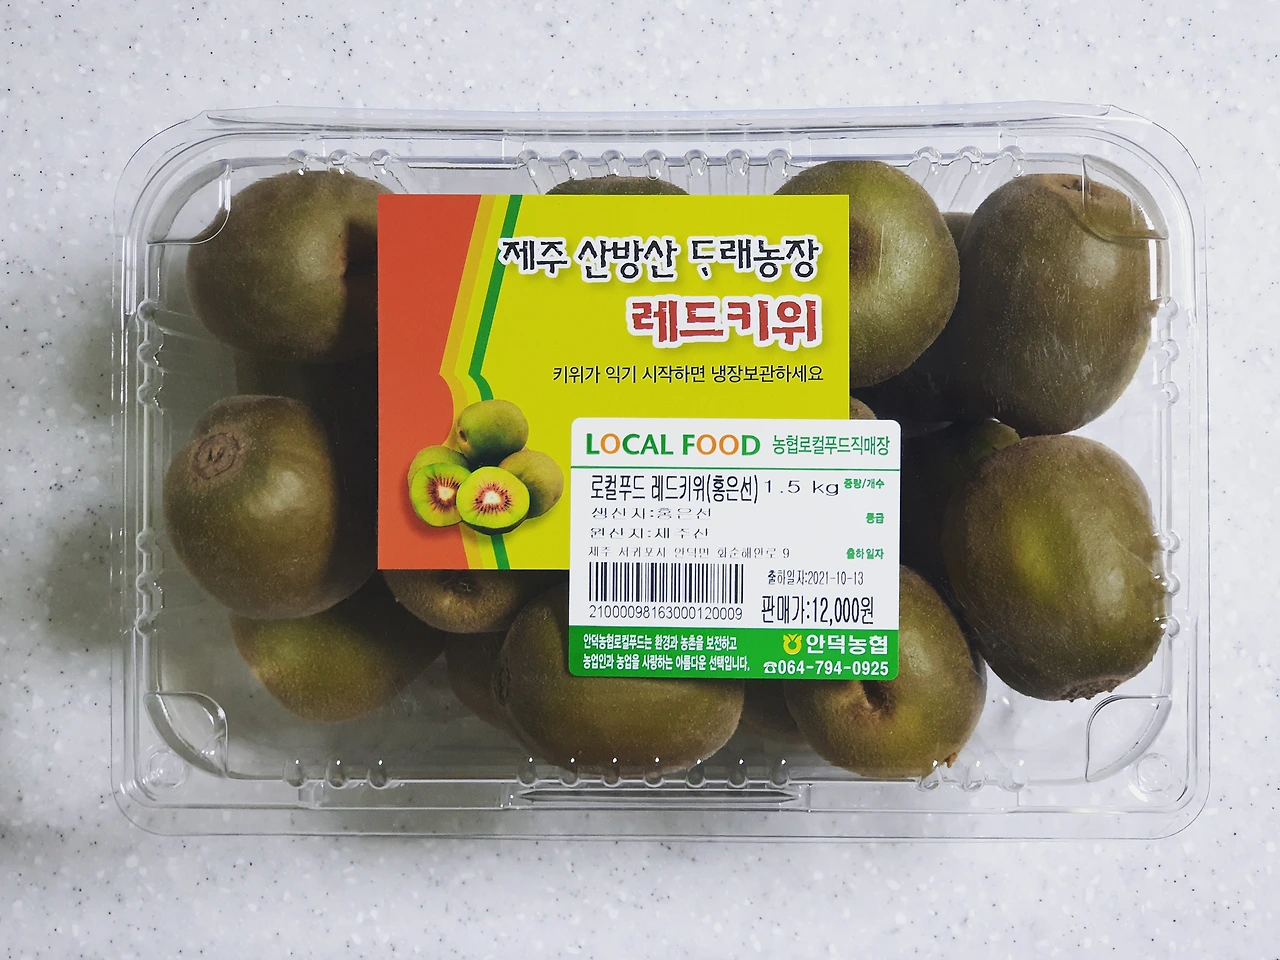 제주 산방산 두래농장
레드키위
키위가 익기 시작하면 냉장보관하세요
LOCAL FOOD 농협로컬푸드직매장
로컬푸드 레드키위(홍은선) 1.5 kg 중량/개수
생산자:홍은선 등급
원산지:제주산
제주 서귀포시 안덕면 화순해안로 9 출하일자
출하일자:2021-10-13
21000098163000120009 판매가:12,000원
안덕농협로컬푸드는 환경과 농촌을 보전하고
농업인과 농업을 사랑하는 아름다운 선택입니다.
안덕농협
☎064-794-0925